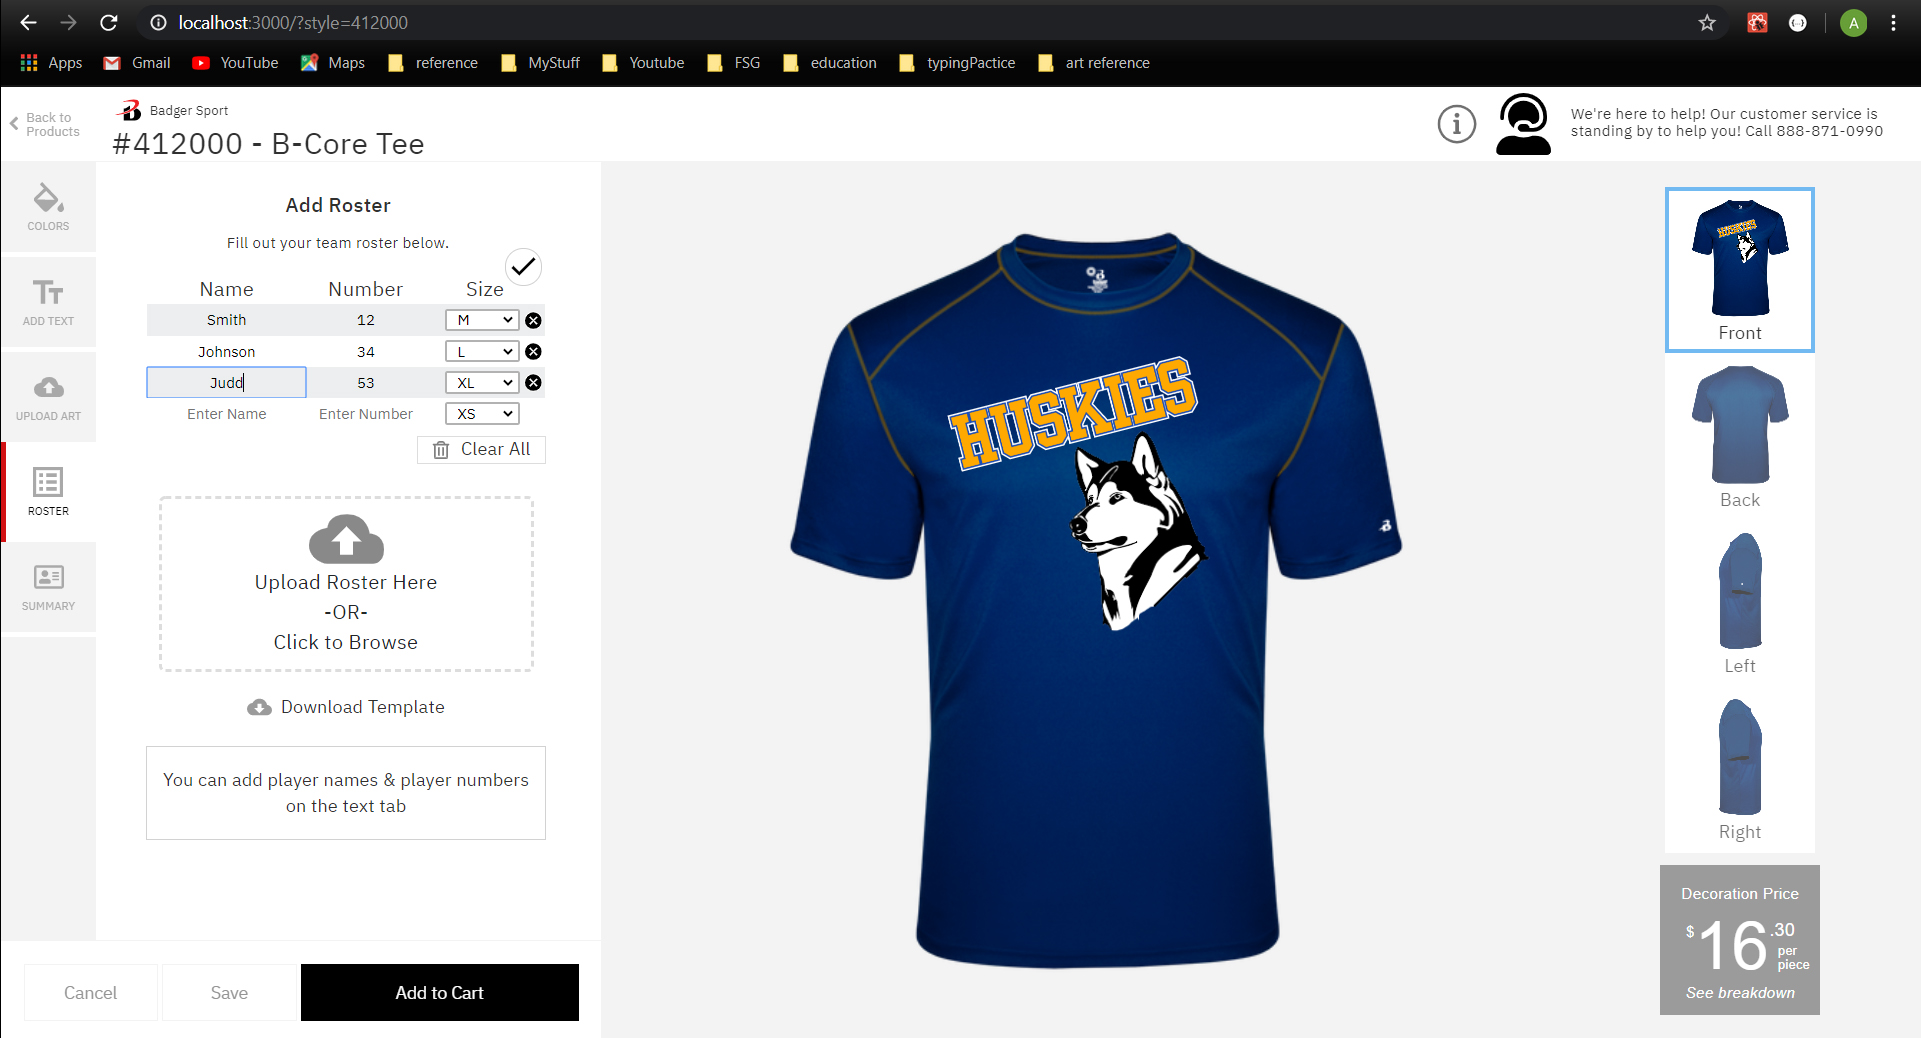 localhost:3000/?style=412000
A
Apps
Gmail
YouTube
Maps
reference
MyStuff
Youtube
FSG
education
typingPactice
art reference
Back to
Products
Badger Sport
#412000 - B-Core Tee
We're here to help! Our customer service is
standing by to help you! Call 888-871-0990
COLORS
ADD TEXT
UPLOAD ART
ROSTER
SUMMARY
Add Roster
Fill out your team roster below.
Name Number Size
Smith 12 M
Johnson 34 L
Judd 53 XL
Enter Name Enter Number XS
Clear All
Upload Roster Here
-OR-
Click to Browse
Download Template
You can add player names & player numbers
on the text tab
Cancel
Save
Add to Cart
HUSKIES
HUSKIES
Front
Back
Left
Right
Decoration Price
$16.30
per
piece
See breakdown